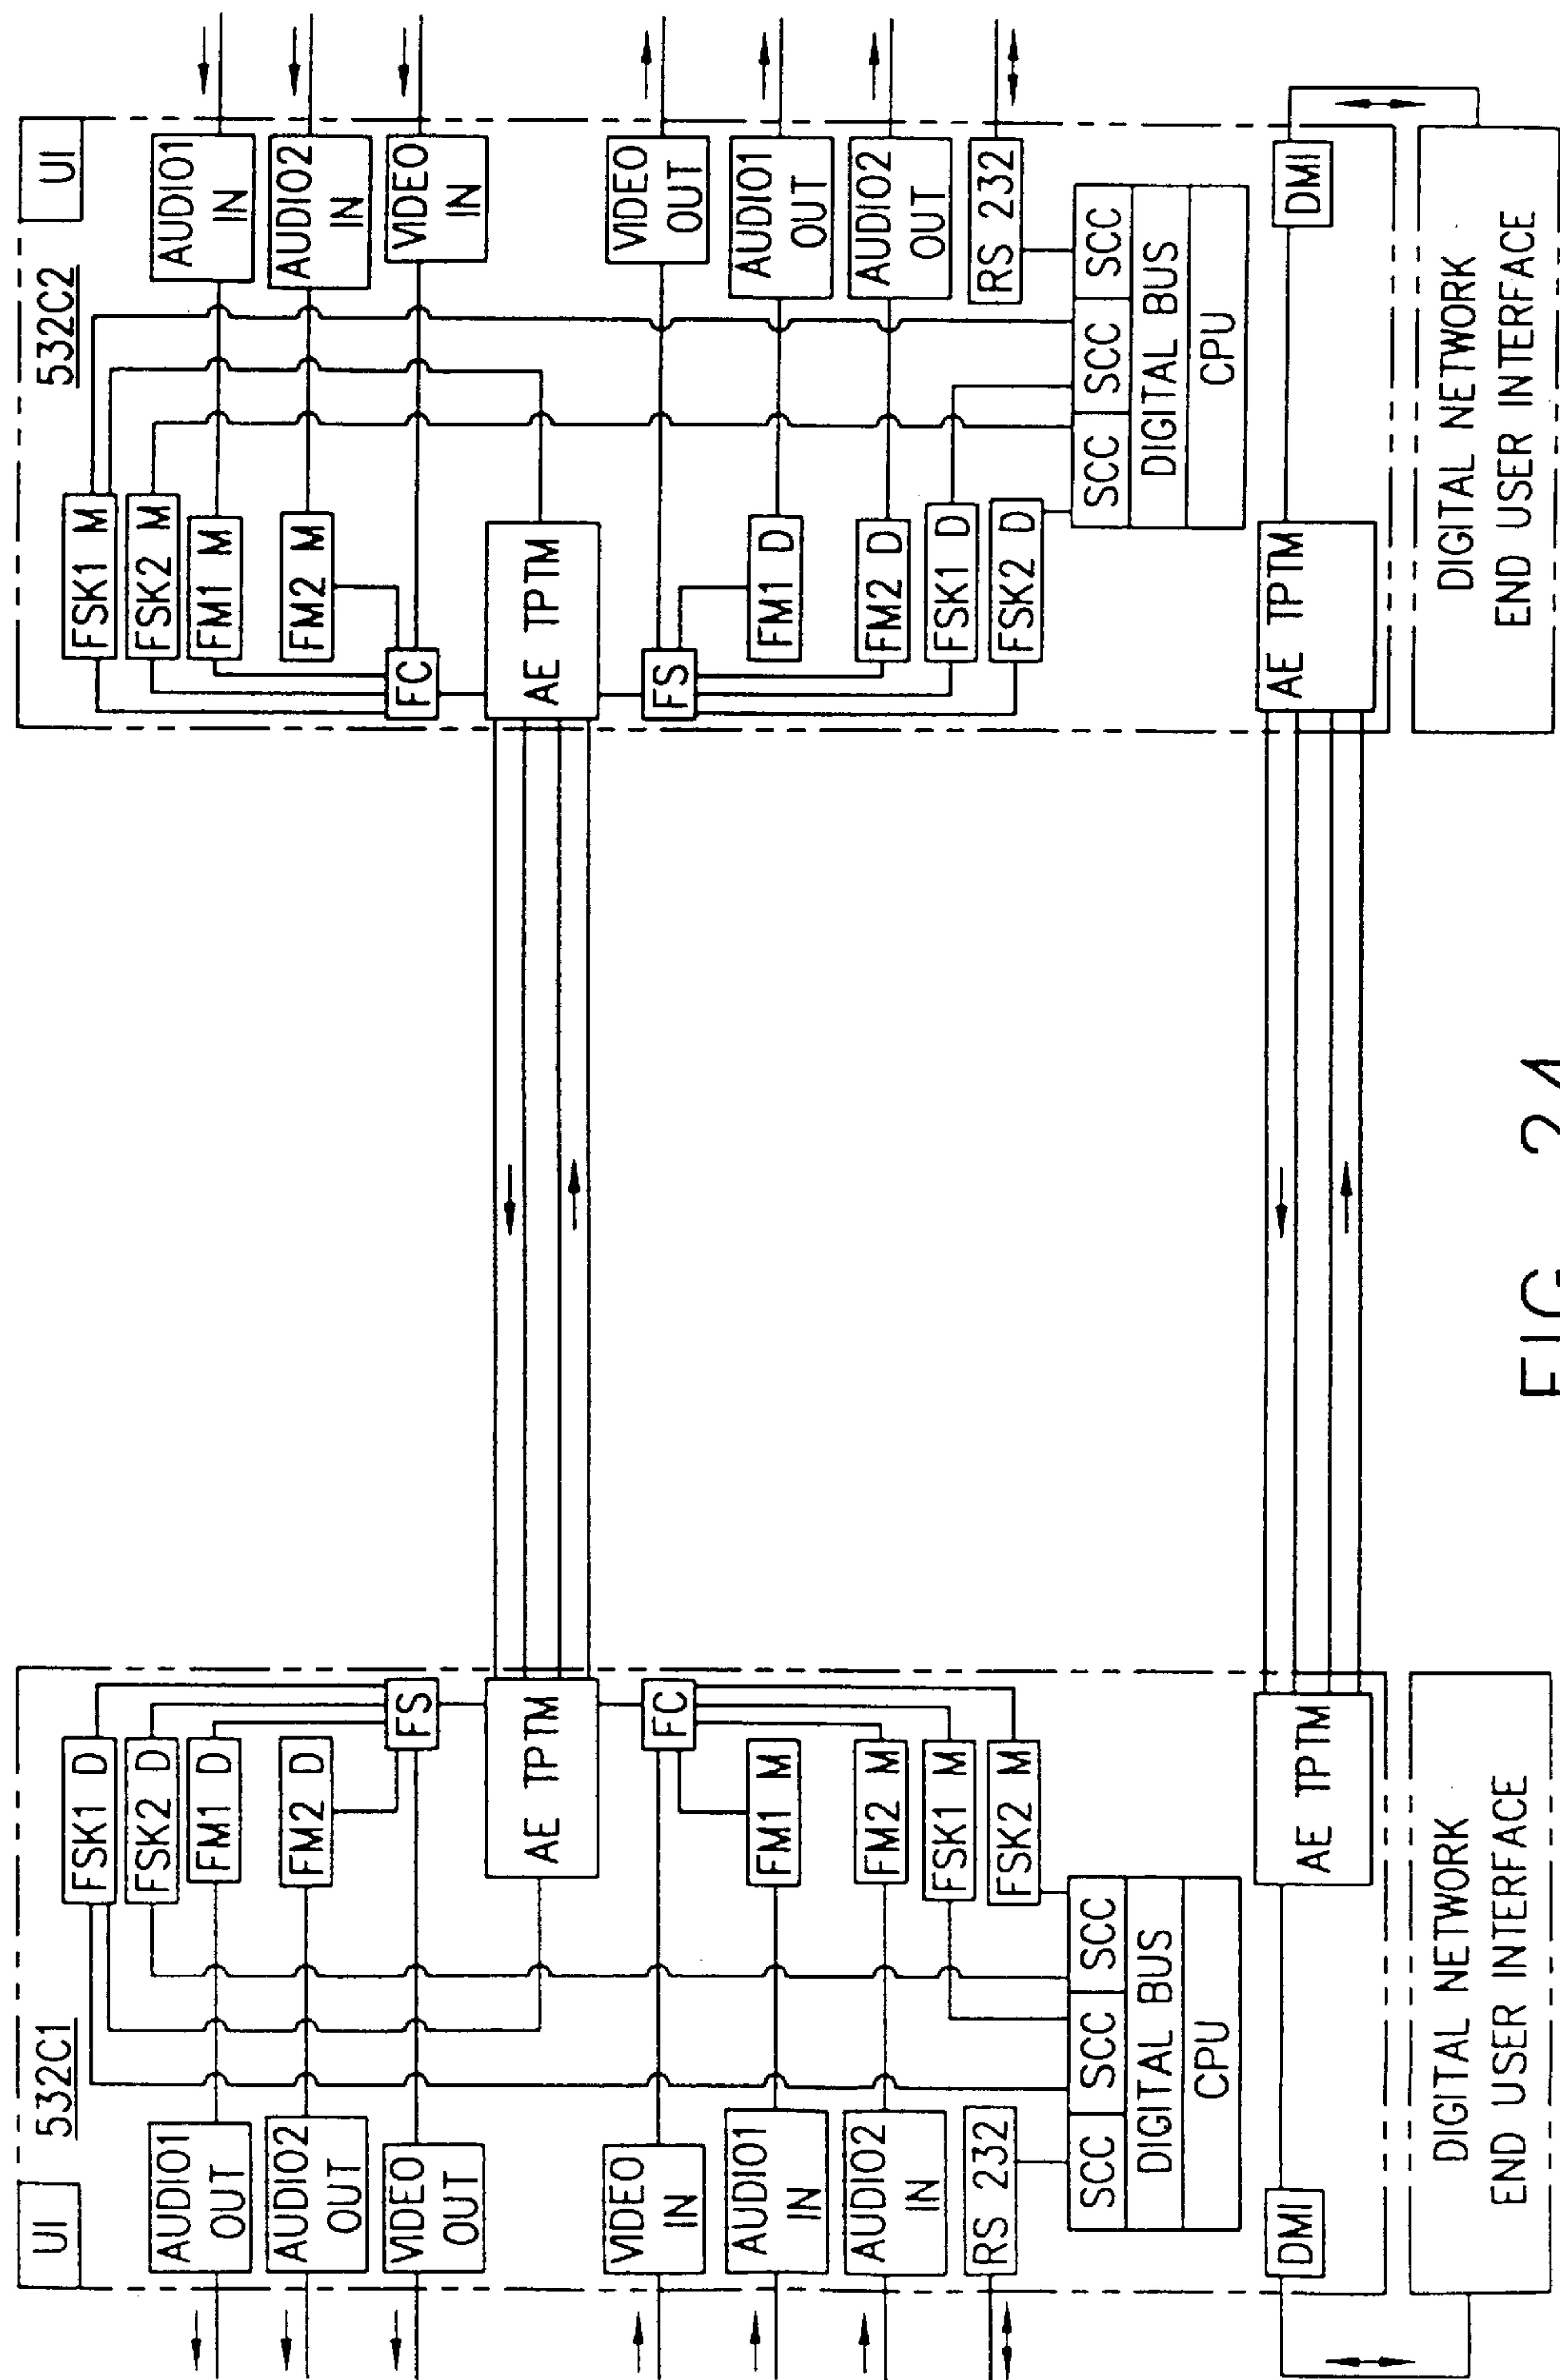 UI
532C1
AUDIO1
OUT
AUDIO2
OUT
VIDEO
OUT
FSK1 D
FSK2 D
FM1 D
FM2 D
FS
AE TPTM
VIDEO
IN
AUDIO1
IN
AUDIO2
IN
RS 232
FC
FM1 M
FM2 M
FSK1 M
FSK2 M
SCC
SCC
SCC
DIGITAL BUS
CPU
DMI
AE TPTM
DIGITAL NETWORK
END USER INTERFACE
532C2
UI
FSK1 M
FSK2 M
FM1 M
FM2 M
FC
AUDIO1
IN
AUDIO2
IN
VIDEO
IN
AE TPTM
FS
FM1 D
FM2 D
FSK1 D
FSK2 D
VIDEO
OUT
AUDIO1
OUT
AUDIO2
OUT
RS 232
SCC
SCC
SCC
DIGITAL BUS
CPU
AE TPTM
DMI
DIGITAL NETWORK
END USER INTERFACE
FIG. 24